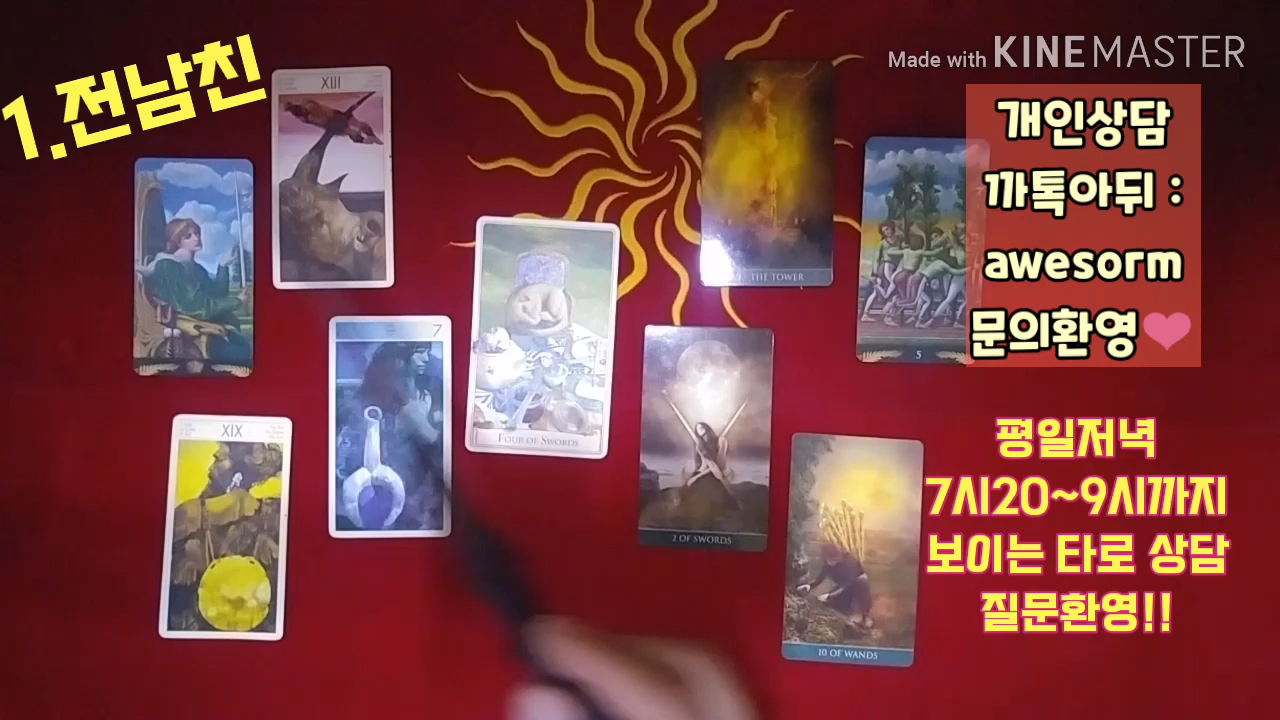 1.전남친
Made with KINEMASTER
개인상담
까톡아뒤 :
awesorm
문의환영
평일저녁
7시20~9시까지
보이는 타로 상담
질문환영!!
XIII
THE TOWER
5
7
FOUR OF SWORDS
XIX
2 OF SWORDS
10 OF WANDS